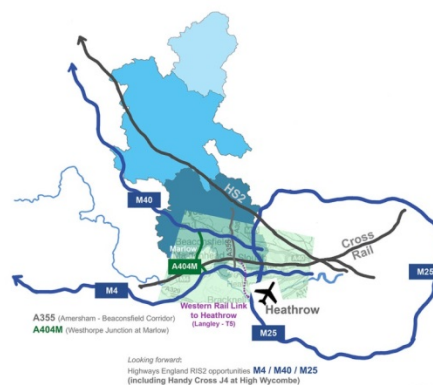 HS2
M40
Cross
Rail
Beaconsfield
Marlow
A404M
M25
M4
Bracknell
Western Rail Link
to Heathrow
(Langley - T5)
Heathrow
M25
A355 (Amersham - Beaconsfield Corridor)
A404M (Westhorpe Junction at Marlow)
Looking forward:
Highways England RIS2 opportunities M4 / M40 / M25
(including Handy Cross J4 at High Wycombe)